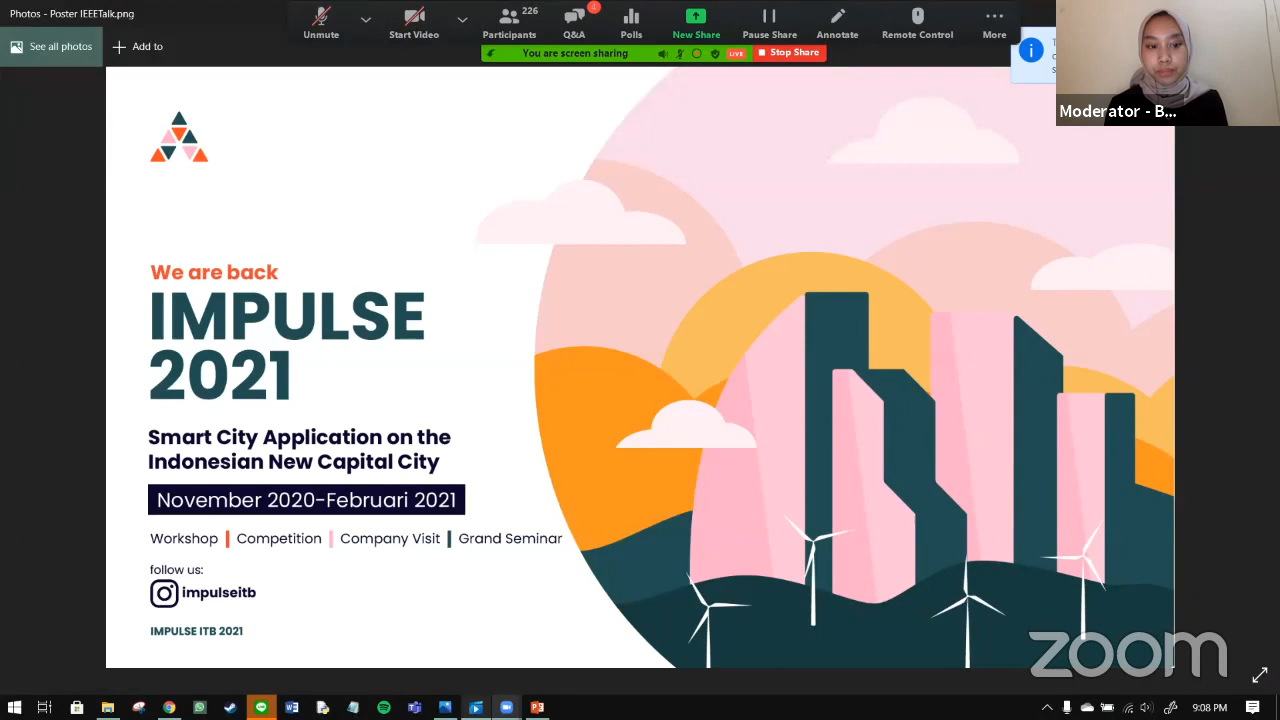 Photos - Poster IEEETalk.png
See all photos
Add to
Unmute
Start Video
226
Participants
4
Q&A
Polls
New Share
Pause Share
Annotate
Remote Control
More
You are screen sharing
LIVE
Stop Share
Moderator - B...
We are back
IMPULSE
2021
Smart City Application on the
Indonesian New Capital City
November 2020-Februari 2021
Workshop | Competition | Company Visit | Grand Seminar
follow us:
impulseitb
IMPULSE ITB 2021
zoom
9:08 PM